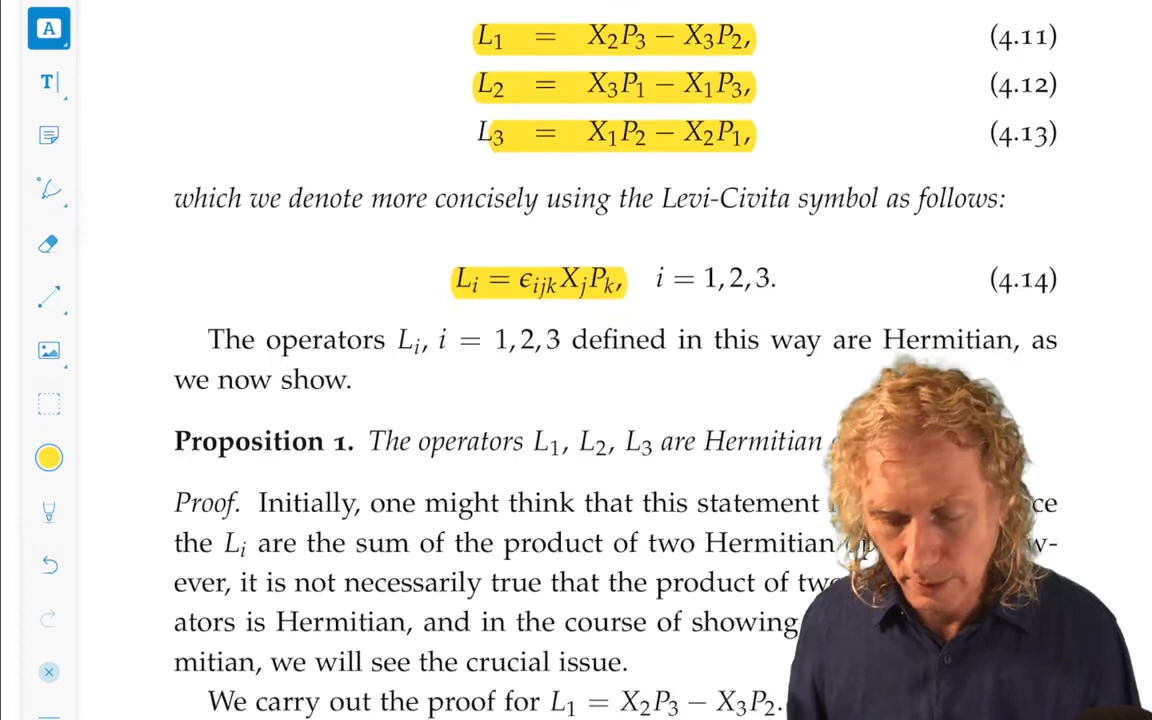 L₁ = X₂P₃ − X₃P₂, (4.11)
L₂ = X₃P₁ − X₁P₃, (4.12)
L₃ = X₁P₂ − X₂P₁, (4.13)
which we denote more concisely using the Levi-Civita symbol as follows:
Lᵢ = ϵᵢⱼₖXⱼPₖ, i = 1, 2, 3. (4.14)
The operators Lᵢ, i = 1, 2, 3 defined in this way are Hermitian, as
we now show.
Proposition 1. The operators L₁, L₂, L₃ are Hermitian
Proof. Initially, one might think that this statement ce
the Lᵢ are the sum of the product of two Hermitian w-
ever, it is not necessarily true that the product of
ators is Hermitian, and in the course of showing
mitian, we will see the crucial issue.
We carry out the proof for L₁ = X₂P₃ − X₃P₂.